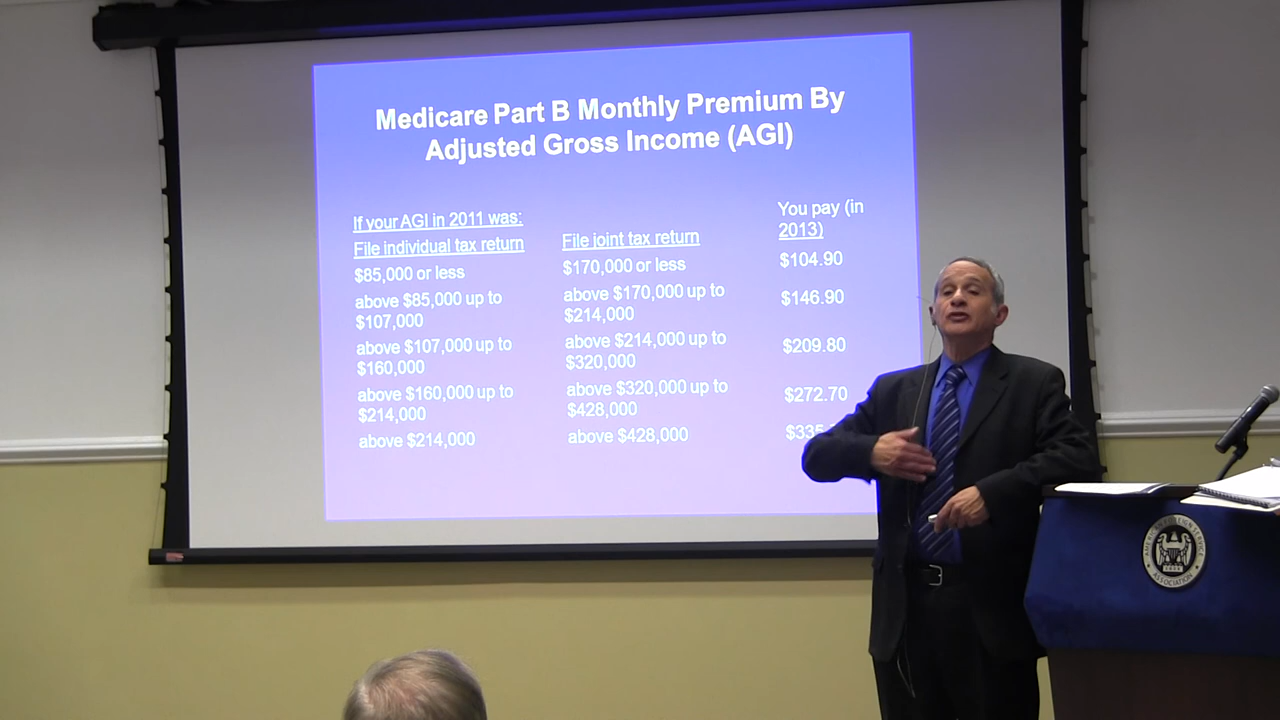 Medicare Part B Monthly Premium By
Adjusted Gross Income (AGI)
If your AGI in 2011 was:
File individual tax return
File joint tax return
You pay (in
2013)
$85,000 or less
$170,000 or less
$104.90
above $85,000 up to
$107,000
above $170,000 up to
$214,000
$146.90
above $107,000 up to
$160,000
above $214,000 up to
$320,000
$209.80
above $160,000 up to
$214,000
above $320,000 up to
$428,000
$272.70
above $214,000
above $428,000
AMERICAN FOREIGN SERVICE
ASSOCIATION